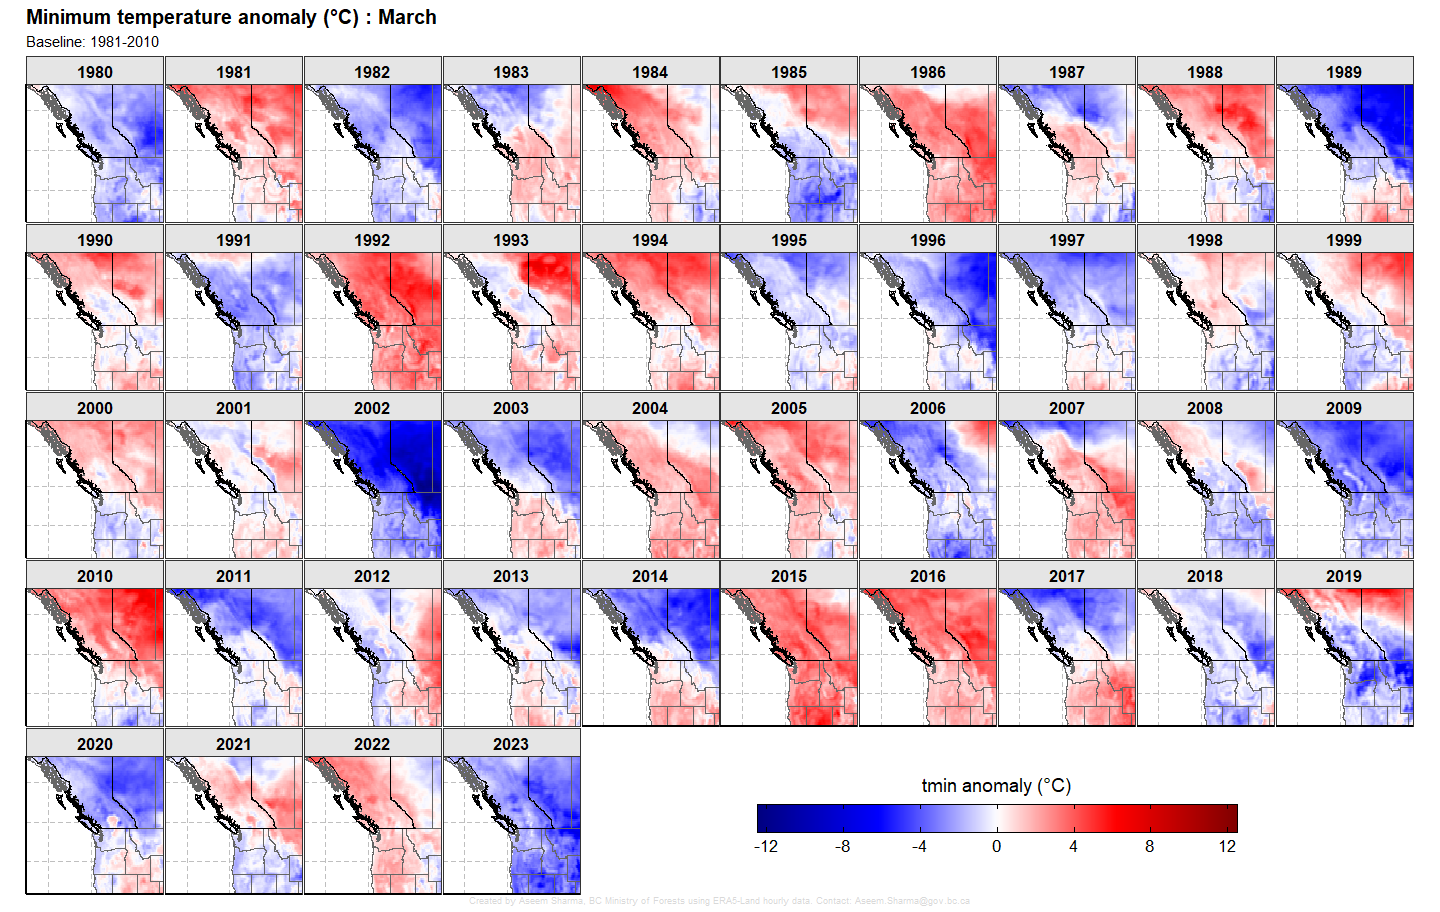 Minimum temperature anomaly (°C) : March
Baseline: 1981-2010
1980 1981 1982 1983 1984 1985 1986 1987 1988 1989
1990 1991 1992 1993 1994 1995 1996 1997 1998 1999
2000 2001 2002 2003 2004 2005 2006 2007 2008 2009
2010 2011 2012 2013 2014 2015 2016 2017 2018 2019
2020 2021 2022 2023
tmin anomaly (°C)
-12 -8 -4 0 4 8 12
Created by Aseem Sharma, BC Ministry of Forests using ERA5-Land hourly data. Contact: Aseem.Sharma@gov.bc.ca